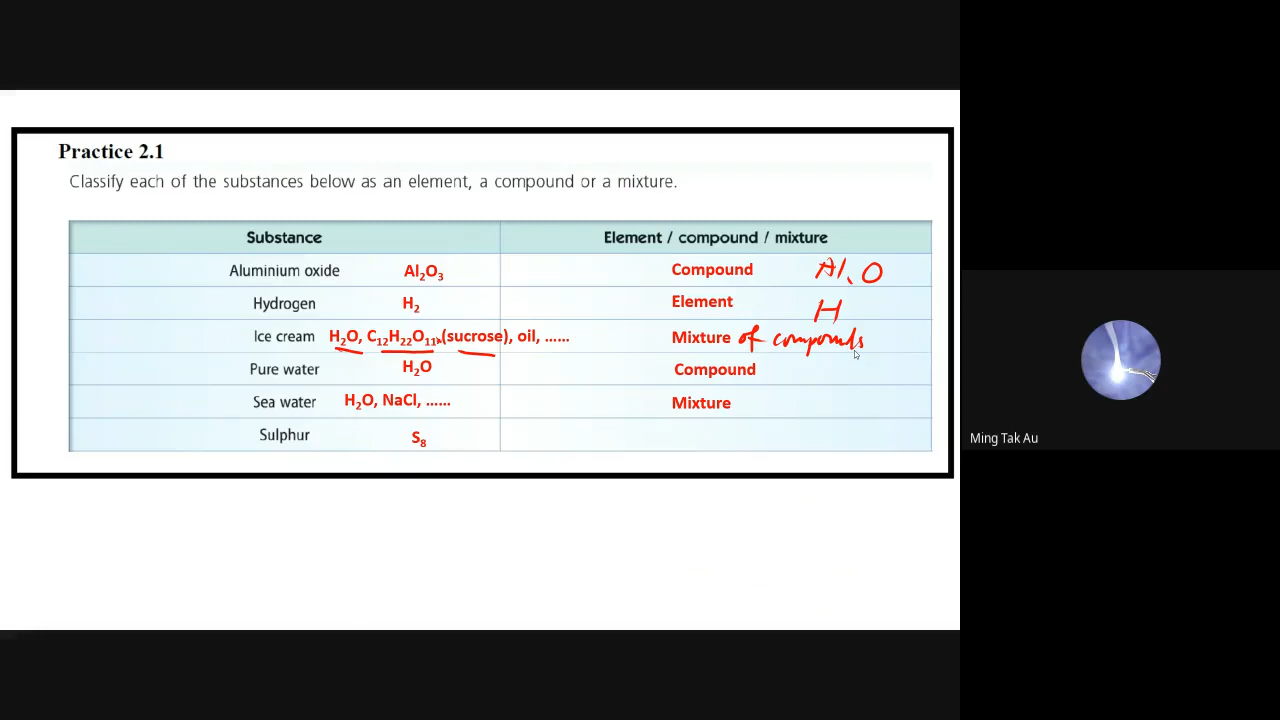 Practice 2.1
Classify each of the substances below as an element, a compound or a mixture.
Substance Element / compound / mixture
Aluminium oxide Al₂O₃ Compound Al, O
Hydrogen H₂ Element H
Ice cream H₂O, C₁₂H₂₂O₁₁ (sucrose), oil, ...... Mixture of compounds
Pure water H₂O Compound
Sea water H₂O, NaCl, ...... Mixture
Sulphur S₈
Ming Tak Au